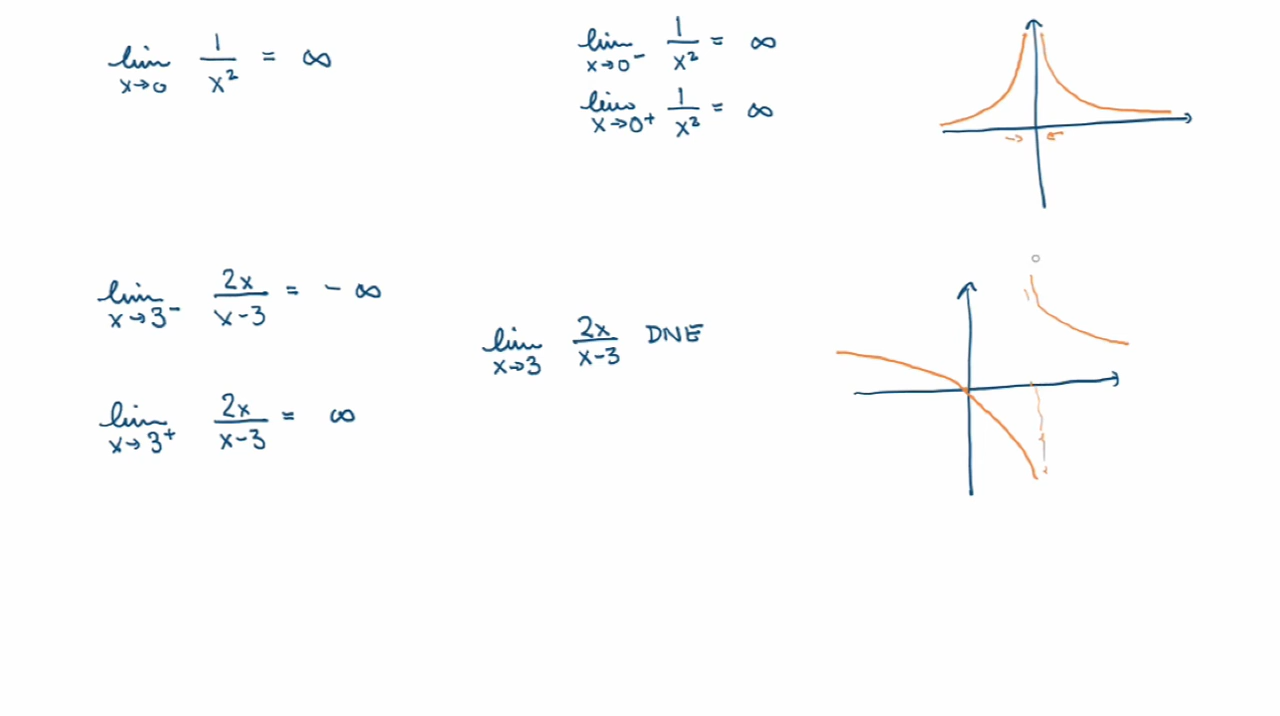 lim x→0 1/x² = ∞
lim x→0⁻ 1/x² = ∞
lim x→0⁺ 1/x² = ∞
lim x→3⁻ 2x/x-3 = -∞
lim x→3 2x/x-3 DNE
lim x→3⁺ 2x/x-3 = ∞